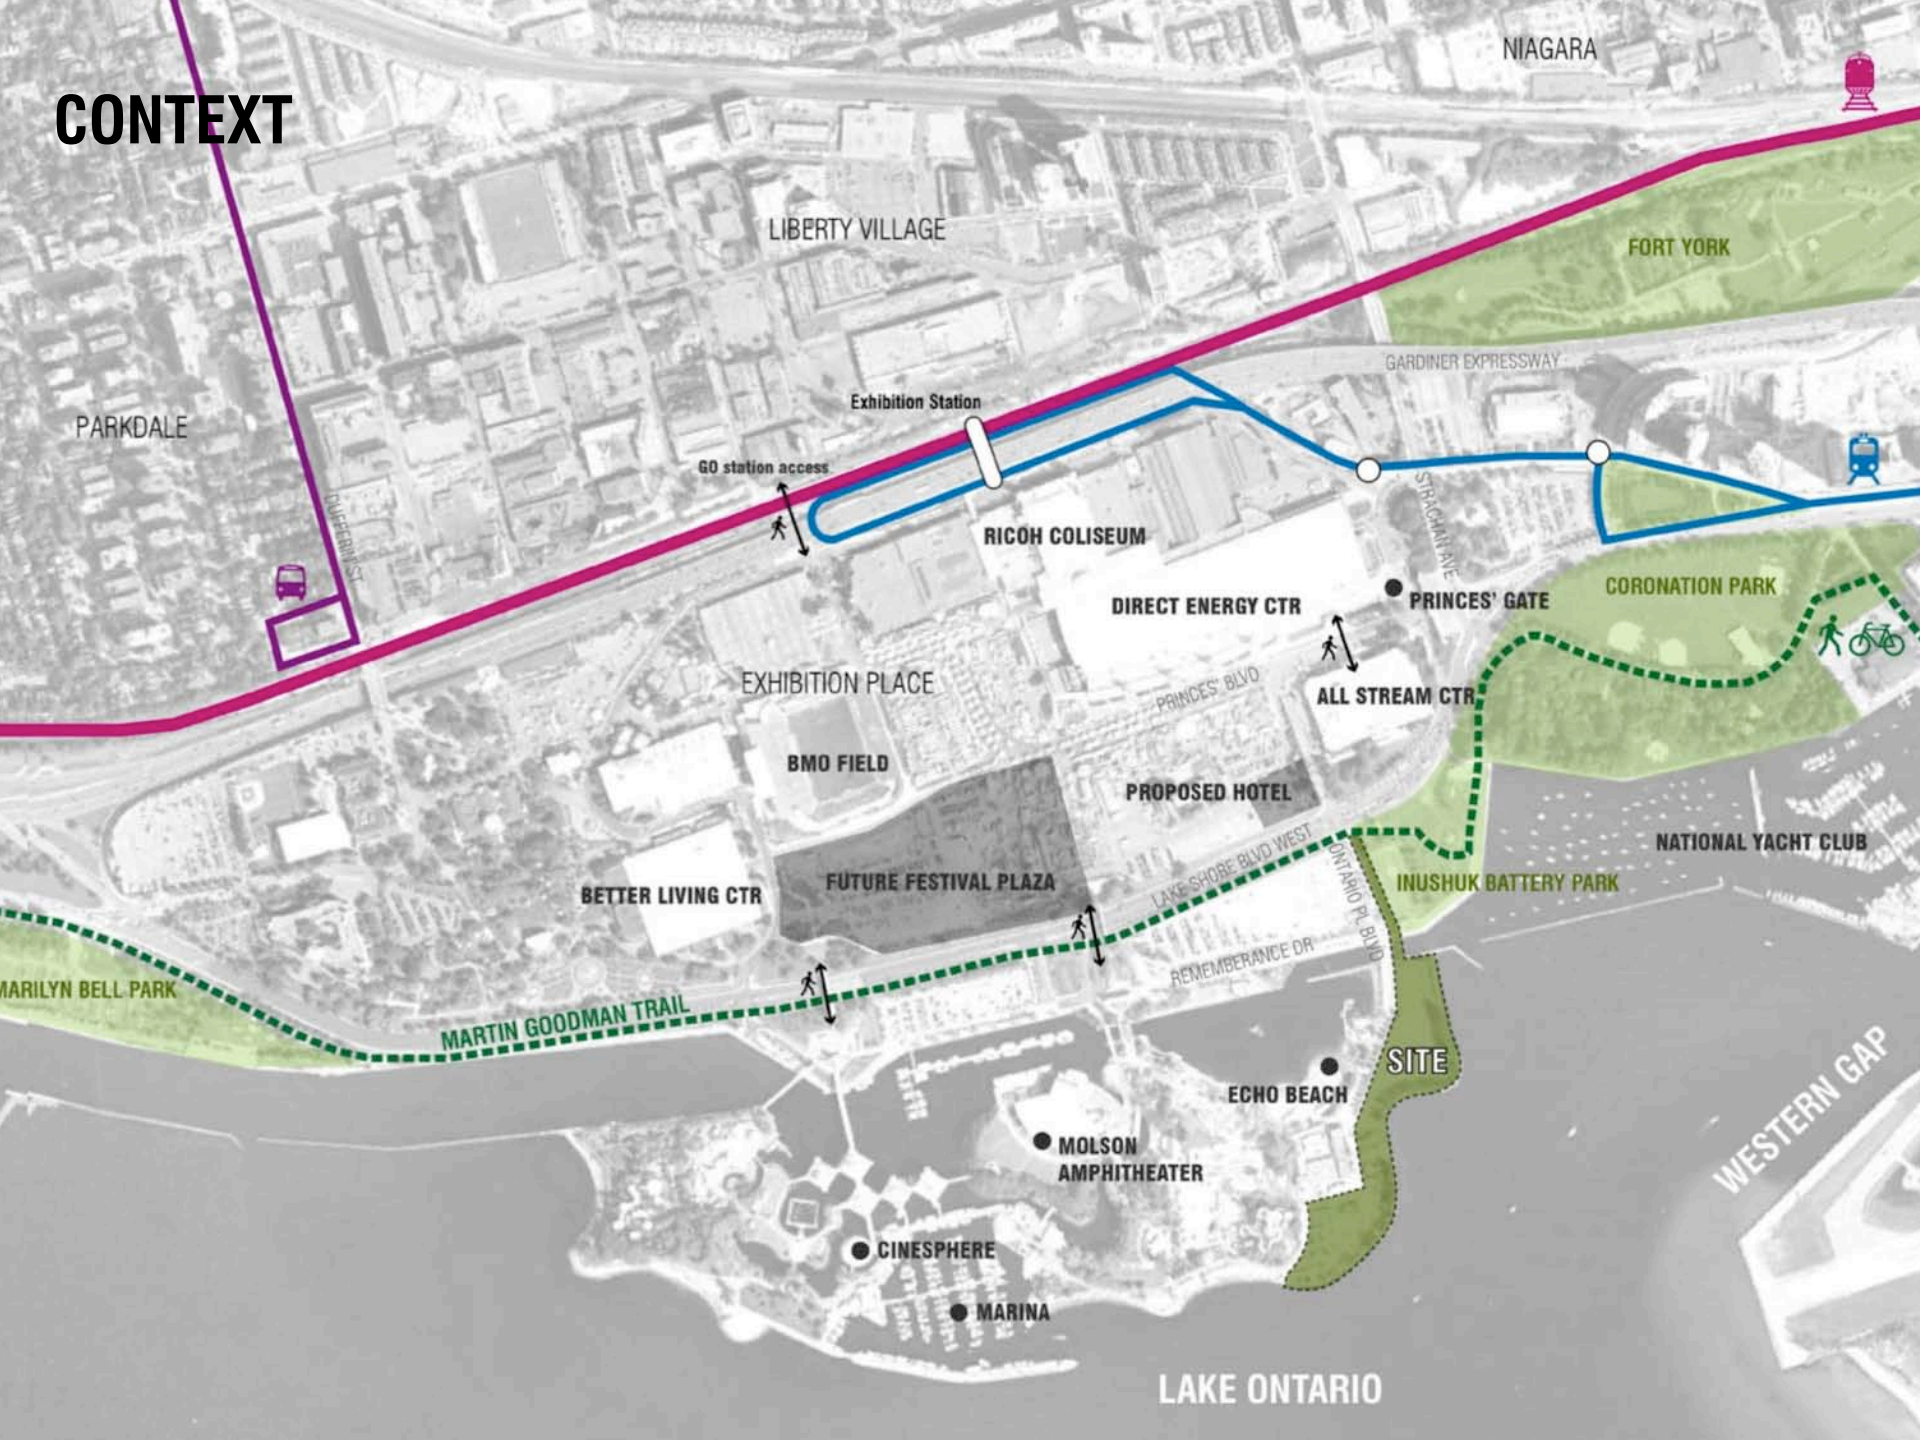 CONTEXT
NIAGARA
LIBERTY VILLAGE
FORT YORK
GARDINER EXPRESSWAY
Exhibition Station
PARKDALE
GO station access
DUFFERIN ST
STRACHAN AVE
RICOH COLISEUM
DIRECT ENERGY CTR
PRINCES' GATE
CORONATION PARK
EXHIBITION PLACE
PRINCES' BLVD
ALL STREAM CTR
BMO FIELD
PROPOSED HOTEL
NATIONAL YACHT CLUB
LAKE SHORE BLVD WEST
ONTARIO PL BLVD
BETTER LIVING CTR
FUTURE FESTIVAL PLAZA
INUSHUK BATTERY PARK
REMEMBERANCE DR
MARILYN BELL PARK
MARTIN GOODMAN TRAIL
SITE
ECHO BEACH
WESTERN GAP
MOLSON
AMPHITHEATER
CINESPHERE
MARINA
LAKE ONTARIO